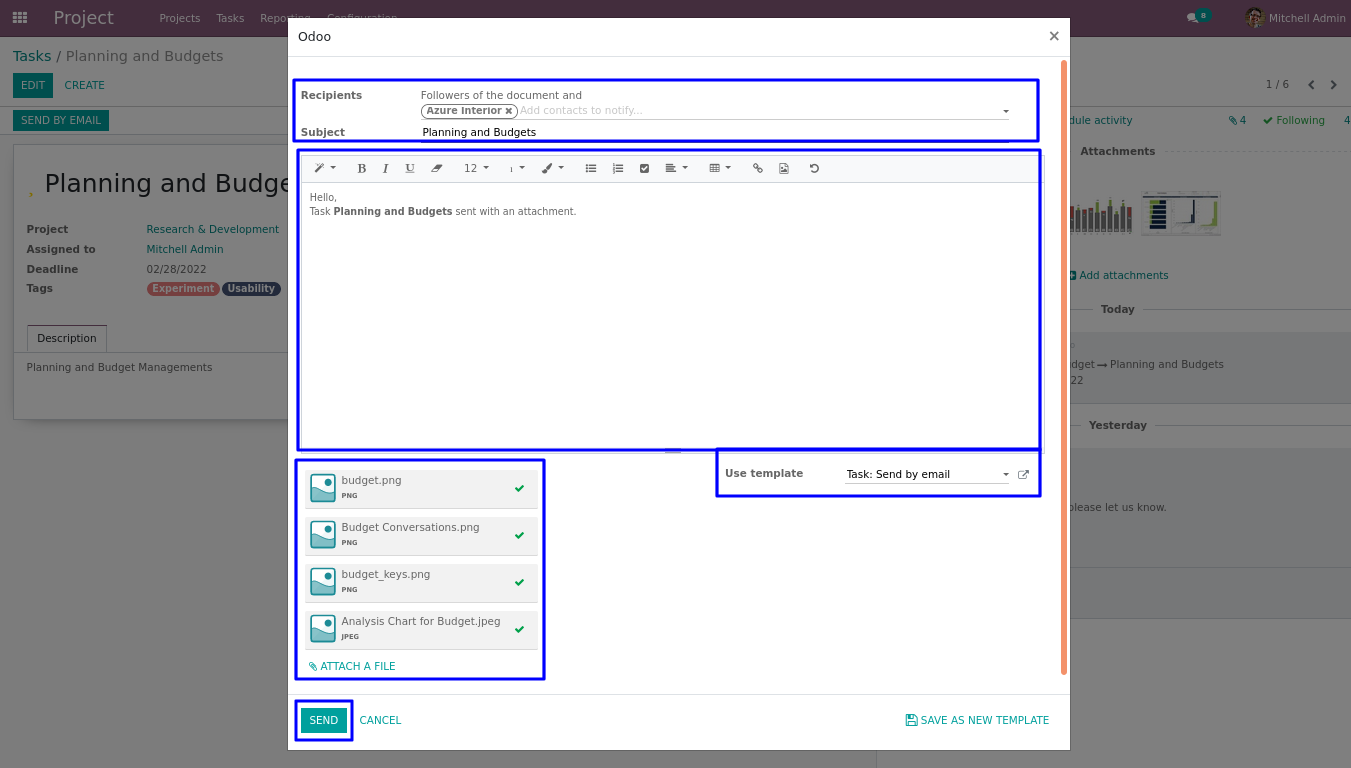 Project
Projects Tasks Reporting Configuration
8 Mitchell Admin
Tasks / Planning and Budgets
EDIT CREATE
1 / 6
SEND BY EMAIL
4 Following 4
Planning and Budge
Project Research & Development
Assigned to Mitchell Admin
Deadline 02/28/2022
Tags Experiment Usability
Description
Planning and Budget Managements
Odoo ×
Recipients Followers of the document and
Azure Interior × Add contacts to notify...
Subject Planning and Budgets
B I U 12
Hello,
Task Planning and Budgets sent with an attachment.
budget.png
PNG
Budget Conversations.png
PNG
budget_keys.png
PNG
Analysis Chart for Budget.jpeg
JPEG
ATTACH A FILE
Use template Task: Send by email
SEND CANCEL SAVE AS NEW TEMPLATE
dule activity
Attachments
Add attachments
Today
dget → Planning and Budgets
22
Yesterday
please let us know.